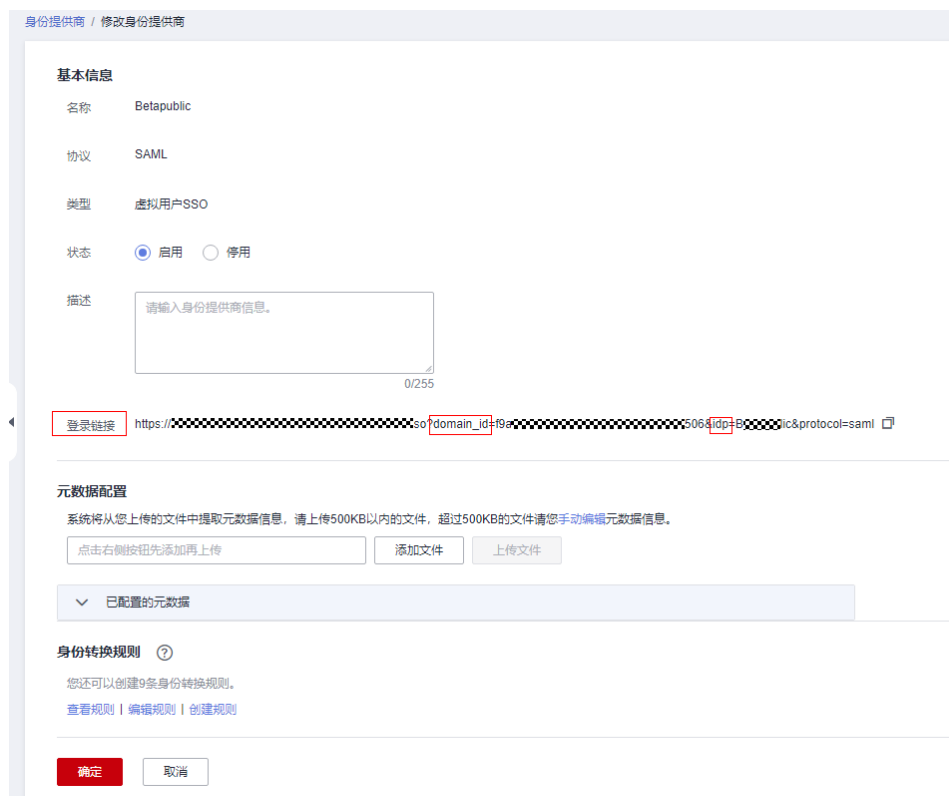 身份提供商 / 修改身份提供商
基本信息
名称 Betapublic
协议 SAML
类型 虚拟用户SSO
状态 启用 停用
描述 请输入身份提供商信息。
0/255
登录链接 https:// so?domain_id=f9a 506&idp=B lic&protocol=saml
元数据配置
系统将从您上传的文件中提取元数据信息，请上传500KB以内的文件，超过500KB的文件请您手动编辑元数据信息。
点击右侧按钮先添加再上传 添加文件 上传文件
已配置的元数据
身份转换规则 ?
您还可以创建9条身份转换规则。
查看规则 | 编辑规则 | 创建规则
确定 取消